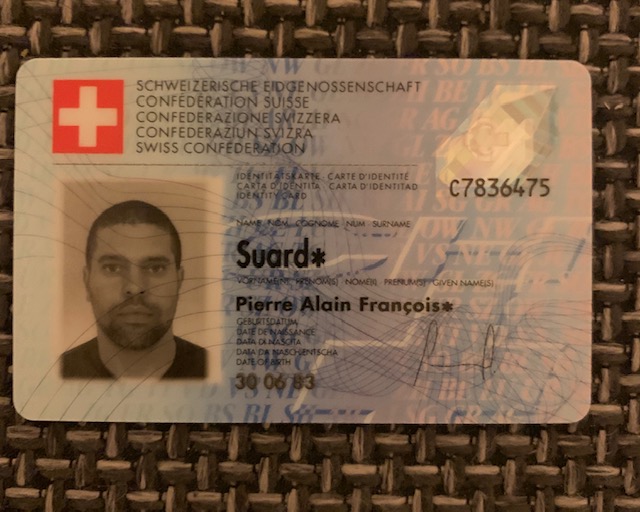 SCHWEIZERISCHE EIDGENOSSENSCHAFT
CONFÉDÉRATION SUISSE
CONFEDERAZIONE SVIZZERA
CONFEDERAZIUN SVIZRA
SWISS CONFEDERATION
IDENTITÄTSKARTE CARTE D'IDENTITÉ
CARTA D'IDENTITÀ CARTA D'IDENTITAD
IDENTITY CARD
C7836475
NAME NOM COGNOME NUM SURNAME
Suard*
VORNAME(N) PRÉNOM(S) NOME(I) PRENUM(S) GIVEN NAME(S)
Pierre Alain François*
GEBURTSDATUM
DATE DE NAISSANCE
DATA DI NASCITA
DATA DA NASCHIENTSCHA
DATE OF BIRTH
30 06 83